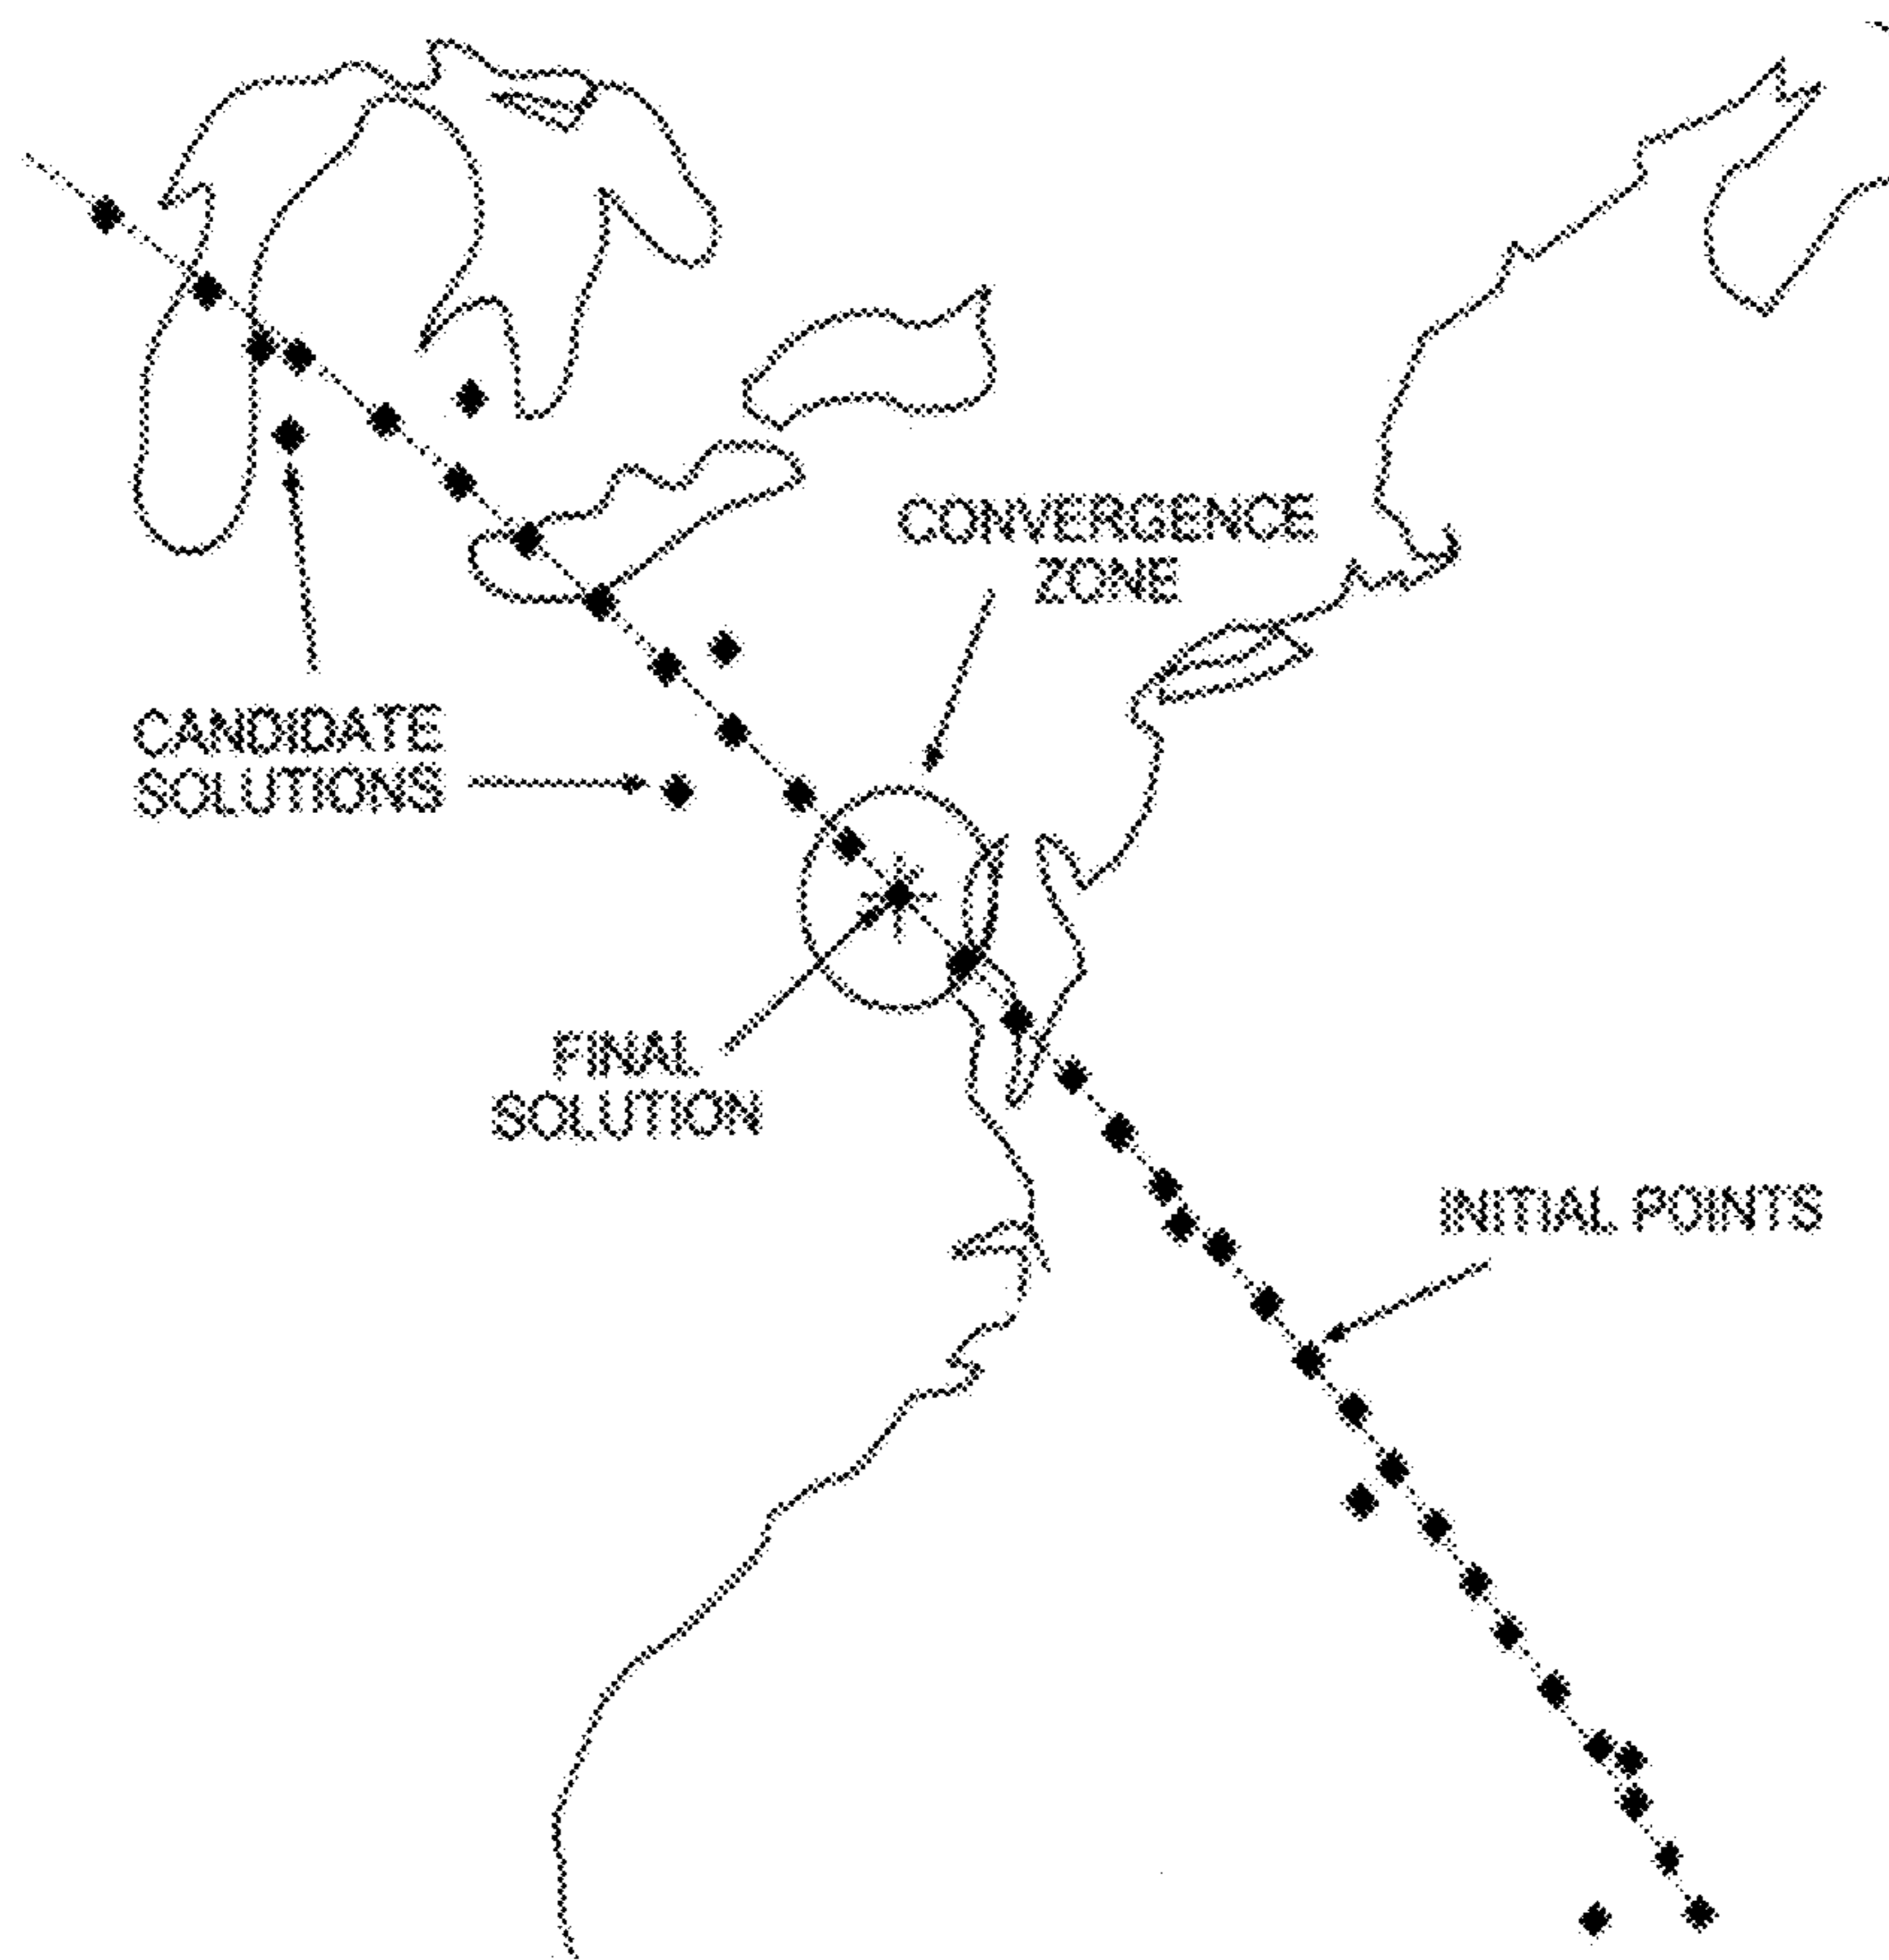 CONVERGENCE
ZONE
CANDIDATE
SOLUTIONS
FINAL
SOLUTION
INITIAL POINTS